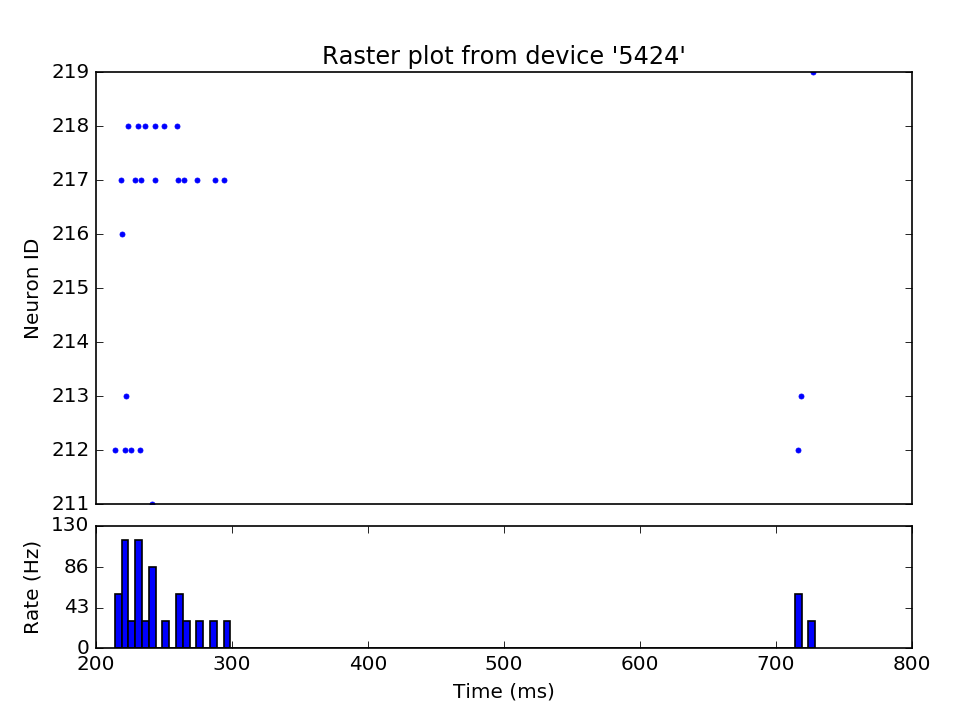 Raster plot from device '5424'
219
218
217
216
215
214
213
212
211
Neuron ID
130
86
43
0
Rate (Hz)
200 300 400 500 600 700 800
Time (ms)